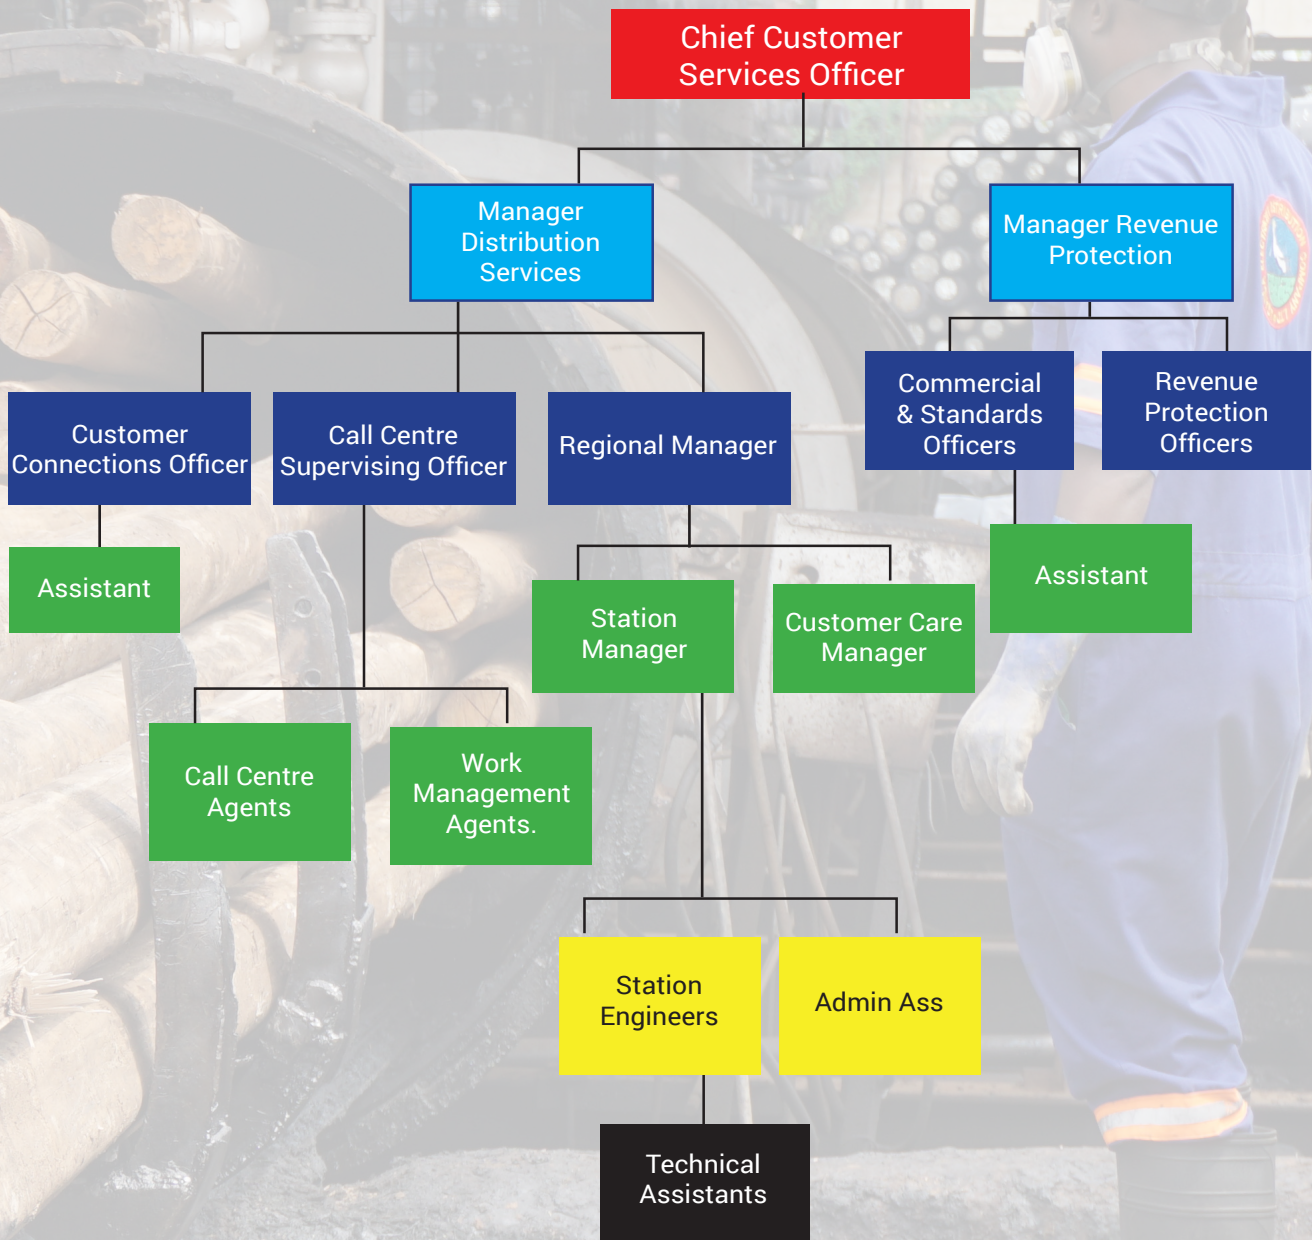 Chief Customer
Services Officer
Manager
Distribution
Services
Manager Revenue
Protection
Customer
Connections Officer
Call Centre
Supervising Officer
Regional Manager
Commercial
& Standards
Officers
Revenue
Protection
Officers
Assistant
Station
Manager
Customer Care
Manager
Assistant
Call Centre
Agents
Work
Management
Agents.
Station
Engineers
Admin Ass
Technical
Assistants